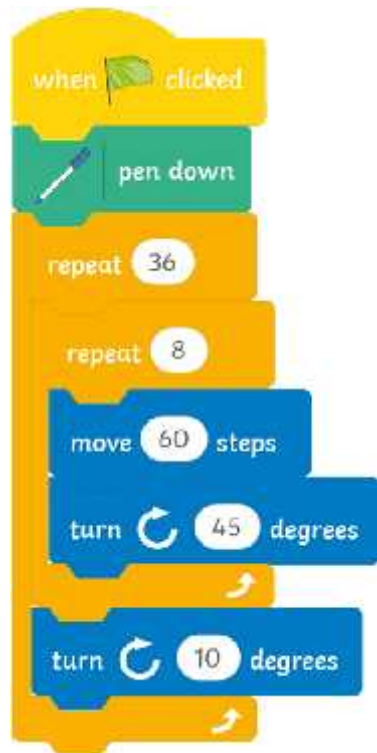 when clicked
pen down
repeat 36
repeat 8
move 60 steps
turn 45 degrees
turn 10 degrees